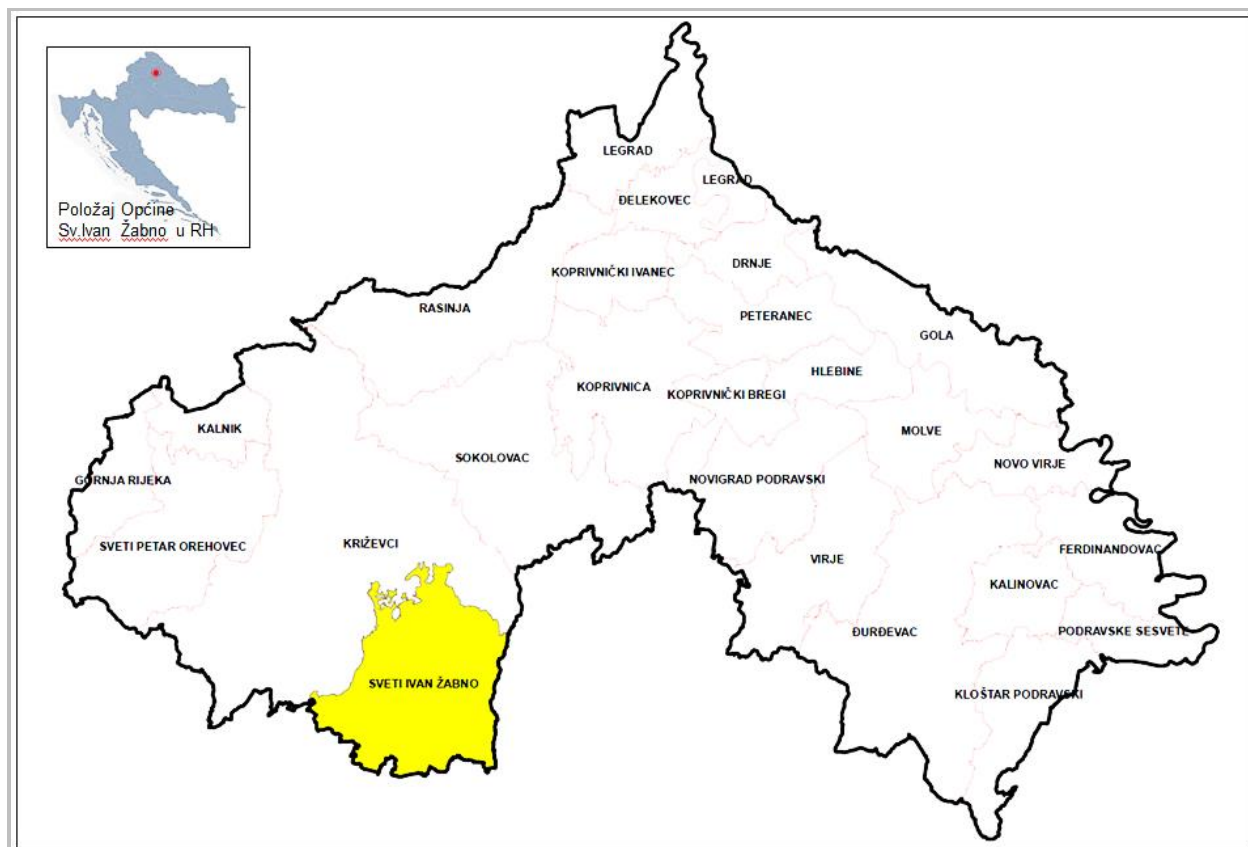 Položaj Općine
Sv.Ivan Žabno u RH
LEGRAD
LEGRAD
ĐELEKOVEC
DRNJE
KOPRIVNIČKI IVANEC
RASINJA
PETERANEC
GOLA
HLEBINE
KOPRIVNICA
KOPRIVNIČKI BREGI
KALNIK
MOLVE
SOKOLOVAC
NOVO VIRJE
GORNJA RIJEKA
NOVIGRAD PODRAVSKI
KRIŽEVCI
SVETI PETAR OREHOVEC
FERDINANDOVAC
VIRJE
KALINOVAC
ĐURĐEVAC
PODRAVSKE SESVETE
SVETI IVAN ŽABNO
KLOŠTAR PODRAVSKI